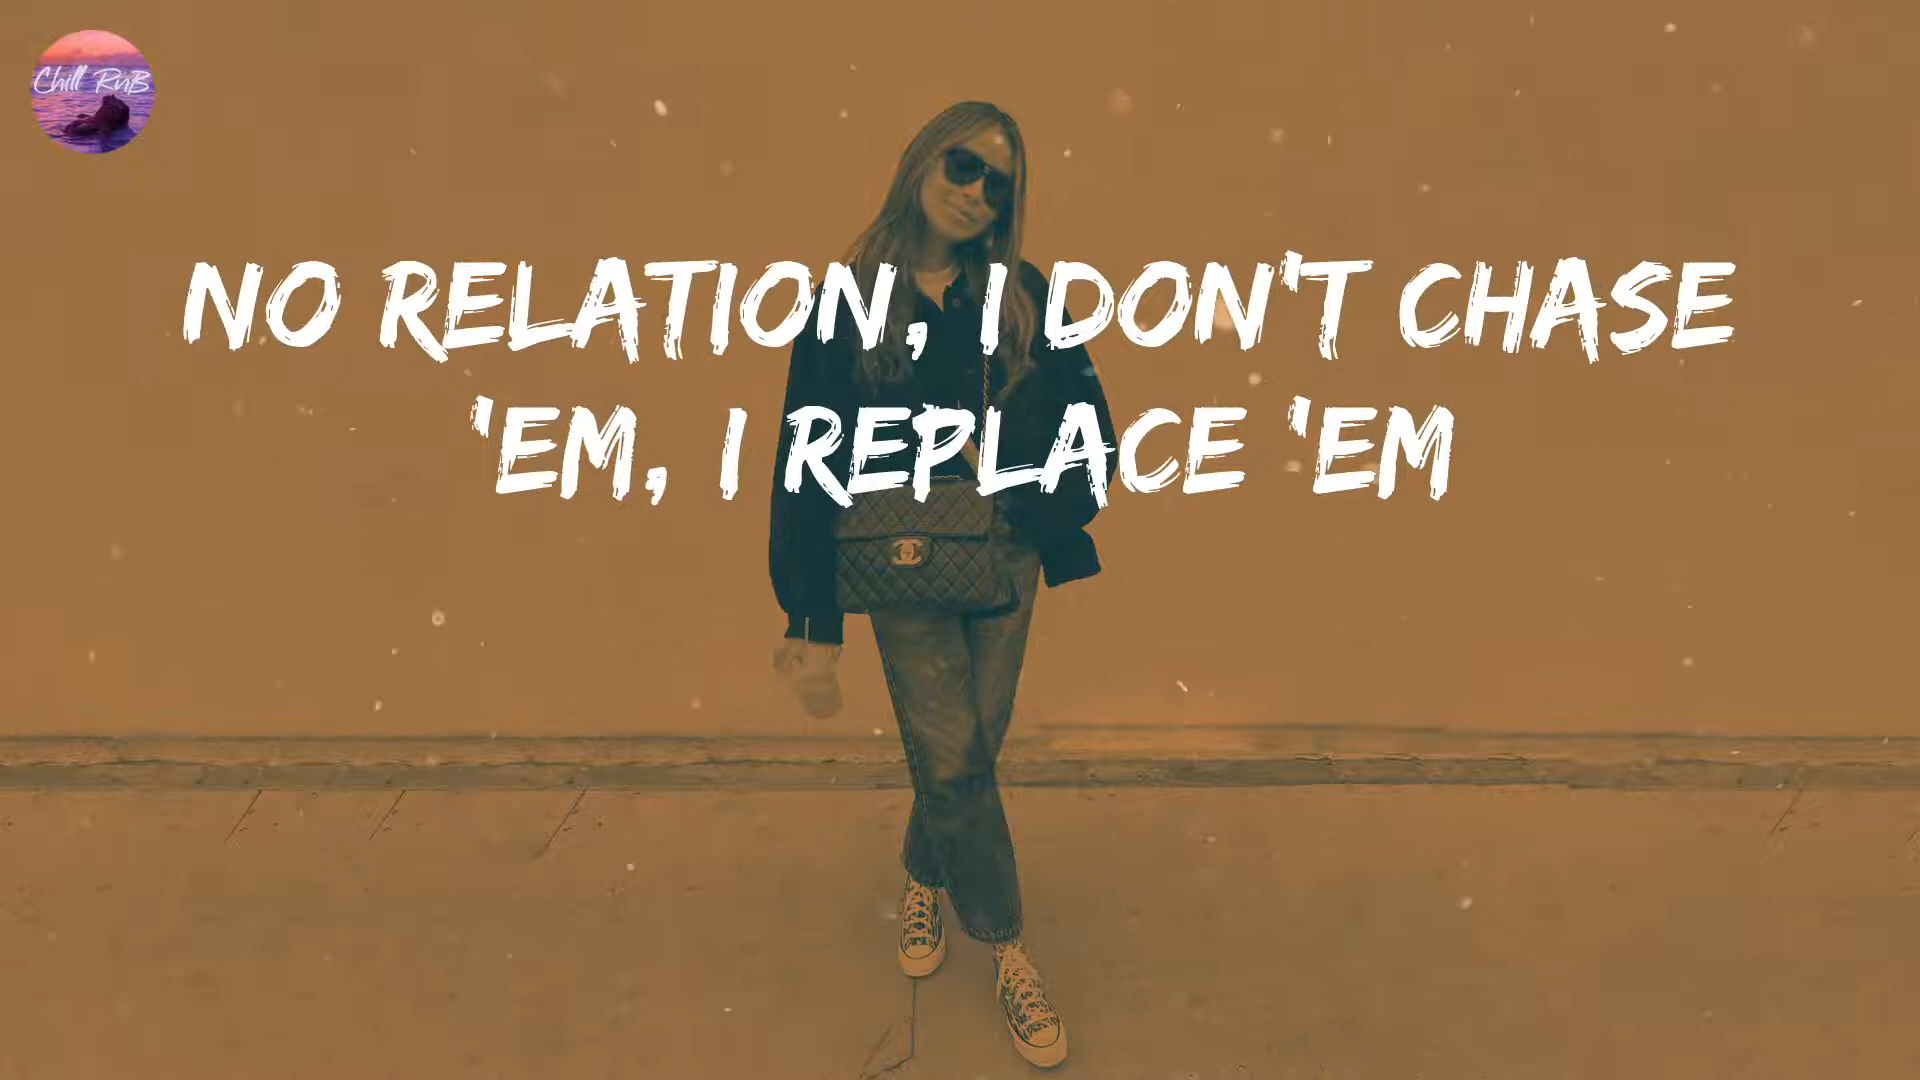 Chill RnB
NO RELATION, I DON'T CHASE
'EM, I REPLACE 'EM